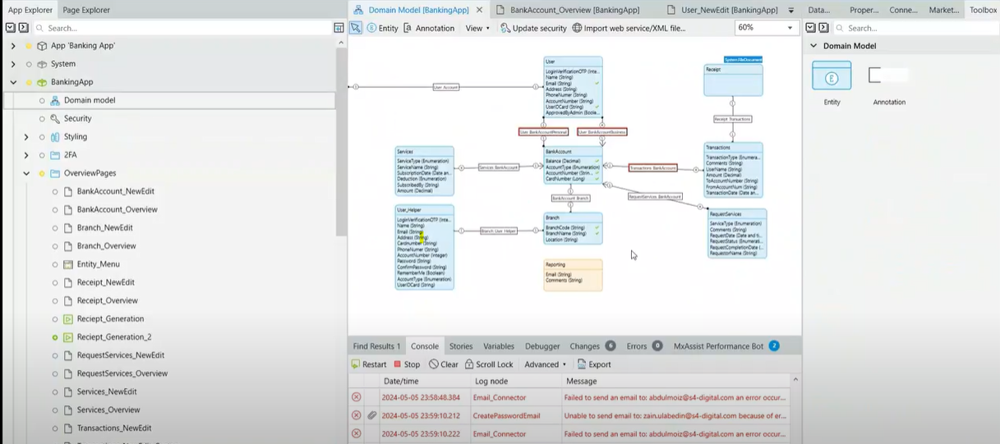 App Explorer
Page Explorer
Domain Model [BankingApp]
BankAccount_Overview [BankingApp]
User_NewEdit [BankingApp]
Data...
Proper...
Conne...
Market...
Toolbox
Search...
Entity
Annotation
View
Update security
Import web service/XML file...
60%
Search...
App 'Banking App'
System
BankingApp
Domain model
Security
Styling
2FA
OverviewPages
BankAccount_NewEdit
BankAccount_Overview
Branch_NewEdit
Branch_Overview
Entity_Menu
Receipt_NewEdit
Receipt_Overview
Reciept_Generation
Reciept_Generation_2
RequestServices_NewEdit
RequestServices_Overview
Services_NewEdit
Services_Overview
Transactions_NewEdit
User_Account
User
LoginVerificationOTP (Inte...
Name (String)
Email (String)
Address (String)
PhoneNumer (String)
AccountNumber (String)
UserIDCard (String)
ApprovedByAdmin (Boole...
System.FileDocument
Receipt
Receipt_Transactions
User_BankAccountPersonal
User_BankAccountBusiness
Services
ServiceType (Enumeration)
ServiceName (String)
SubscriptionDate (Date an...
Deduction (Enumeration)
SubscribedBy (String)
Amount (Decimal)
Services_BankAccount
BankAccount
Balance (Decimal)
AccountType (Enumeration)
AccountNumber (Strin...
CardNumber (Long)
Transactions_BankAccount
Transactions
TransactionType (Enumera...
Comments (String)
UserName (String)
Amount (Decimal)
ToAccountNumber (String)
FromAccountNum (String)
TransactionDate (Date an...
BankAccount_Branch
RequestServices_BankAccount
User_Helper
LoginVerificationOTP (Inte...
Name (String)
Email (String)
Address (String)
Cardnumber (String)
PhoneNumer (String)
AccountNumber (Integer)
Password (String)
ConfirmPassword (String)
RememberMe (Boolean)
AccountType (Enumeration)
UserIDCard (String)
Branch_User_Helper
Branch
BranchCode (String)
BranchName (String)
Location (String)
RequestServices
ServiceType (Enumeration)
Comments (String)
RequestDate (Date and ti...
RequestStatus (Enumerati...
RequestCompletionDate (...
RequestorName (String)
Reporting
Email (String)
Comments (String)
Domain Model
E
Entity
Annotation
Find Results 1
Console
Stories
Variables
Debugger
Changes 6
Errors 0
MxAssist Performance Bot 2
Restart
Stop
Clear
Scroll Lock
Advanced
Export
Date/time
Log node
Message
2024-05-05 23:58:48.384
Email_Connector
Failed to send an email to: abdulmoiz@s4-digital.com an error occur...
2024-05-05 23:59:10.212
CreatePasswordEmail
Unable to send email to: zain.ulabedin@s4-digital.com because of er...
2024-05-05 23:59:10.222
Email_Connector
Failed to send an email to: abdulmoiz@s4-digital.com an error occur...